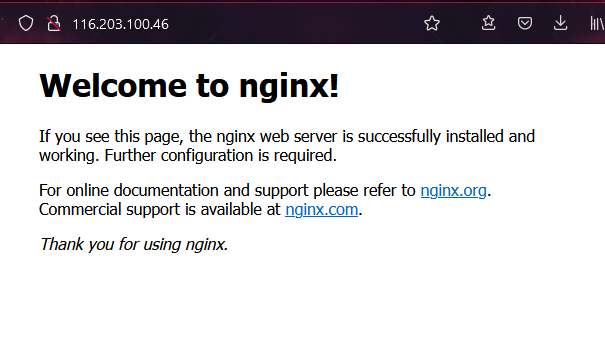 116.203.100.46
Welcome to nginx!
If you see this page, the nginx web server is successfully installed and
working. Further configuration is required.
For online documentation and support please refer to nginx.org.
Commercial support is available at nginx.com.
Thank you for using nginx.